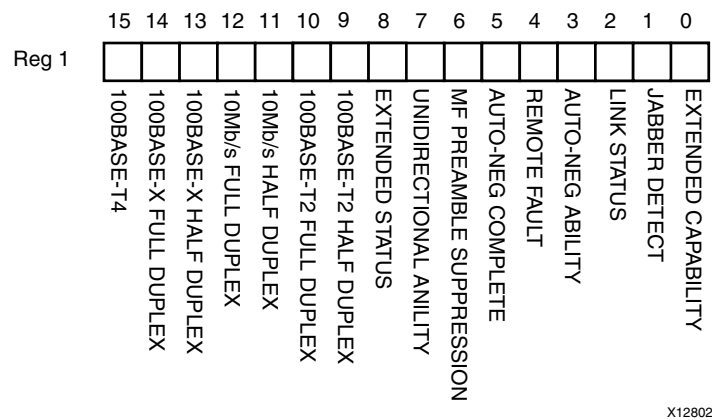 15 14 13 12 11 10 9 8 7 6 5 4 3 2 1 0
Reg 1
100BASE-T4
100BASE-X FULL DUPLEX
100BASE-X HALF DUPLEX
10Mb/s FULL DUPLEX
10Mb/s HALF DUPLEX
100BASE-T2 FULL DUPLEX
100BASE-T2 HALF DUPLEX
EXTENDED STATUS
UNIDIRECTIONAL ANILITY
MF PREAMBLE SUPPRESSION
AUTO-NEG COMPLETE
REMOTE FAULT
AUTO-NEG ABILITY
LINK STATUS
JABBER DETECT
EXTENDED CAPABILITY
X12802